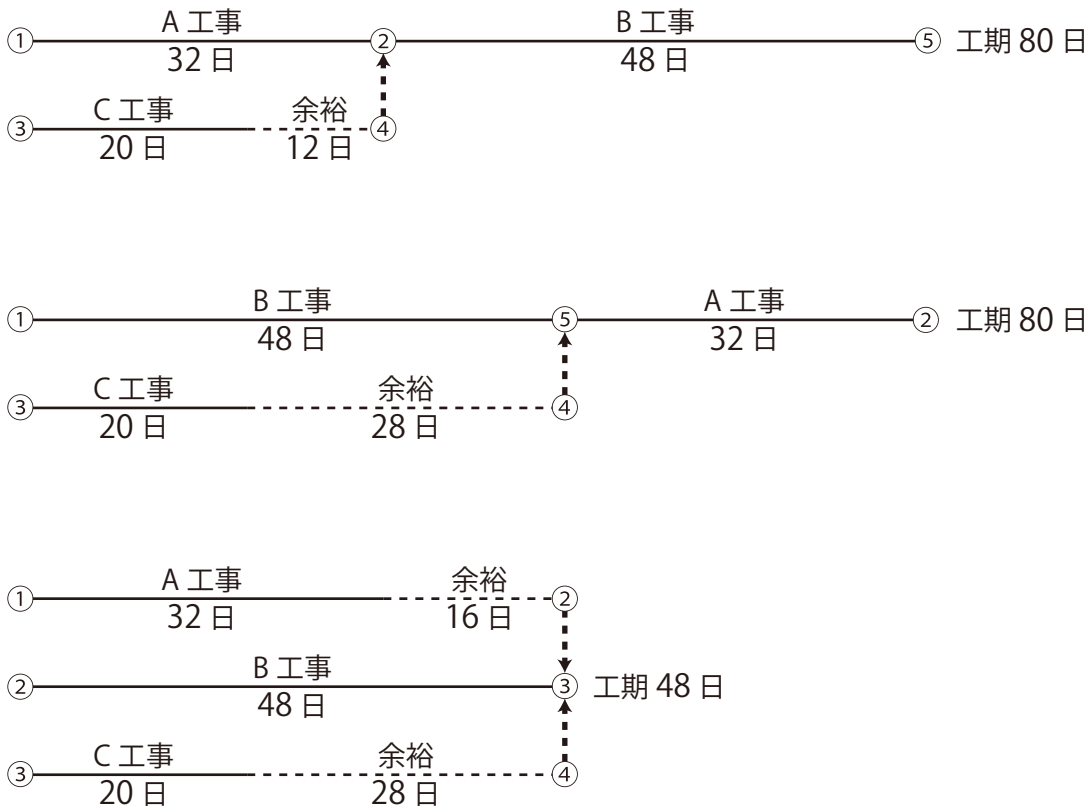 A 工事
B 工事
① ② ⑤ 工期 80 日
32 日
48 日
C 工事
余裕
③ ④
20 日
12 日
B 工事
A 工事
① ⑤ ② 工期 80 日
48 日
32 日
C 工事
余裕
③ ④
20 日
28 日
A 工事
余裕
① ②
32 日
16 日
B 工事
② ③ 工期 48 日
48 日
C 工事
余裕
③ ④
20 日
28 日